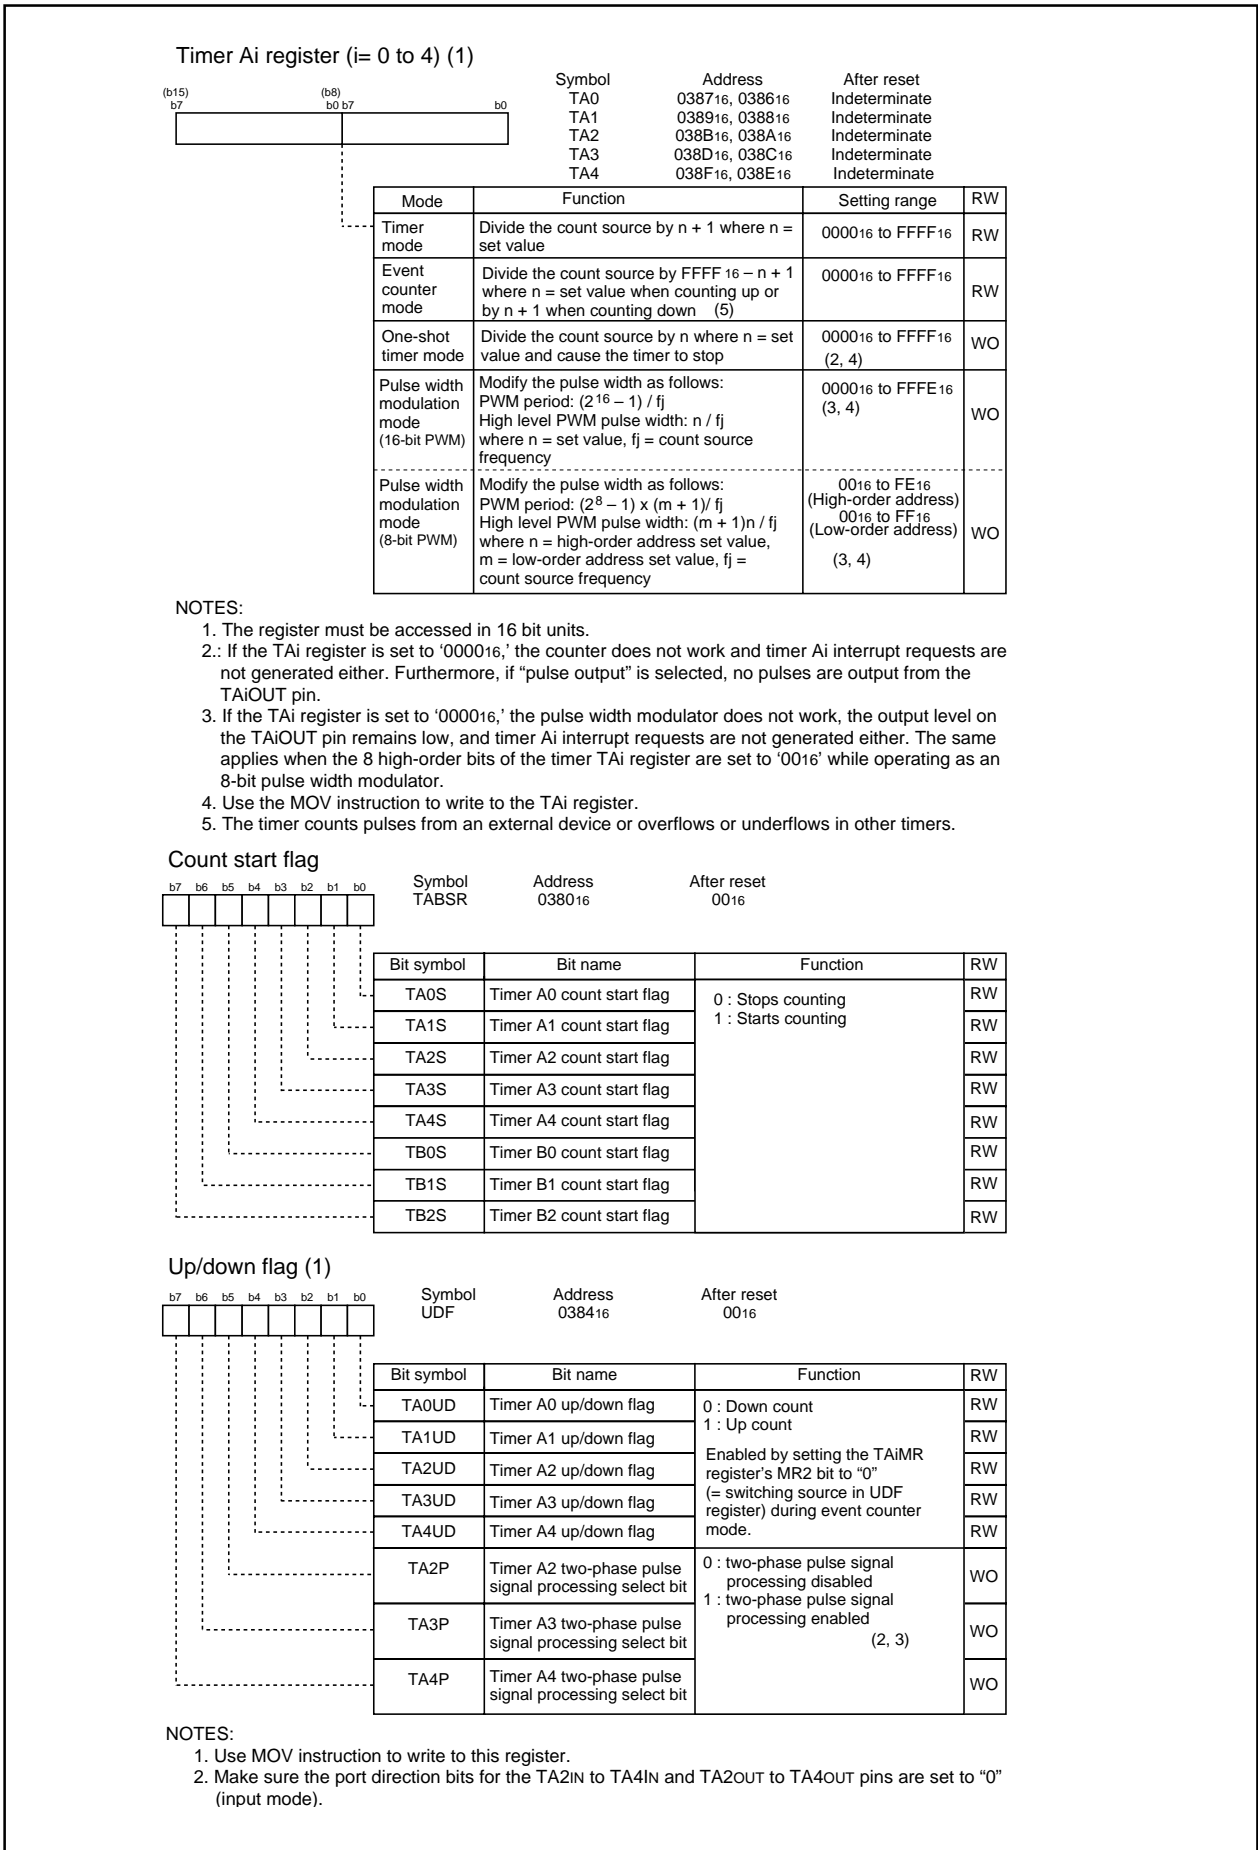 Timer Ai register (i= 0 to 4) (1)
Symbol Address After reset
(b15) (b8)
b7 b0 b7 b0
TA0 038716, 038616 Indeterminate
TA1 038916, 038816 Indeterminate
TA2 038B16, 038A16 Indeterminate
TA3 038D16, 038C16 Indeterminate
TA4 038F16, 038E16 Indeterminate
Mode Function Setting range RW
Timer mode
Divide the count source by n + 1 where n =
set value
000016 to FFFF16 RW
Event
counter
mode
Divide the count source by FFFF 16 – n + 1
where n = set value when counting up or
by n + 1 when counting down (5)
000016 to FFFF16
RW
One-shot
timer mode
Divide the count source by n where n = set
value and cause the timer to stop
000016 to FFFF16
(2, 4)
WO
Pulse width
modulation
mode
(16-bit PWM)
Modify the pulse width as follows:
PWM period: (2 16 – 1) / fj
High level PWM pulse width: n / fj
where n = set value, fj = count source
frequency
000016 to FFFE16
(3, 4)
WO
Pulse width
modulation
mode
(8-bit PWM)
Modify the pulse width as follows:
PWM period: (2 8 – 1) x (m + 1)/ fj
High level PWM pulse width: (m + 1)n / fj
where n = high-order address set value,
m = low-order address set value, fj =
count source frequency
0016 to FE16
(High-order address)
0016 to FF16
(Low-order address)
(3, 4)
WO
NOTES:
1. The register must be accessed in 16 bit units.
2.: If the TAi register is set to ‘000016,’ the counter does not work and timer Ai interrupt requests are
not generated either. Furthermore, if “pulse output” is selected, no pulses are output from the
TAiOUT pin.
3. If the TAi register is set to ‘000016,’ the pulse width modulator does not work, the output level on
the TAiOUT pin remains low, and timer Ai interrupt requests are not generated either. The same
applies when the 8 high-order bits of the timer TAi register are set to ‘0016’ while operating as an
8-bit pulse width modulator.
4. Use the MOV instruction to write to the TAi register.
5. The timer counts pulses from an external device or overflows or underflows in other timers.
Count start flag
b7 b6 b5 b4 b3 b2 b1 b0
Symbol Address After reset
TABSR 038016 0016
Bit symbol Bit name Function RW
TA0S Timer A0 count start flag RW
0 : Stops counting
1 : Starts counting
TA1S Timer A1 count start flag RW
TA2S Timer A2 count start flag RW
TA3S Timer A3 count start flag RW
TA4S Timer A4 count start flag RW
TB0S Timer B0 count start flag RW
TB1S Timer B1 count start flag RW
TB2S Timer B2 count start flag RW
Up/down flag (1)
b7 b6 b5 b4 b3 b2 b1 b0
Symbol Address After reset
UDF 038416 0016
Bit symbol Bit name Function RW
TA0UD Timer A0 up/down flag RW
TA1UD Timer A1 up/down flag RW
TA2UD Timer A2 up/down flag RW
TA3UD Timer A3 up/down flag RW
TA4UD Timer A4 up/down flag RW
0 : Down count
1 : Up count
Enabled by setting the TAiMR
register’s MR2 bit to “0”
(= switching source in UDF
register) during event counter
mode.
TA2P
Timer A2 two-phase pulse
signal processing select bit
WO
TA3P
Timer A3 two-phase pulse
signal processing select bit
WO
TA4P
Timer A4 two-phase pulse
signal processing select bit
WO
0 : two-phase pulse signal
processing disabled
1 : two-phase pulse signal
processing enabled
(2, 3)
NOTES:
1. Use MOV instruction to write to this register.
2. Make sure the port direction bits for the TA2IN to TA4IN and TA2OUT to TA4OUT pins are set to “0”
(input mode).